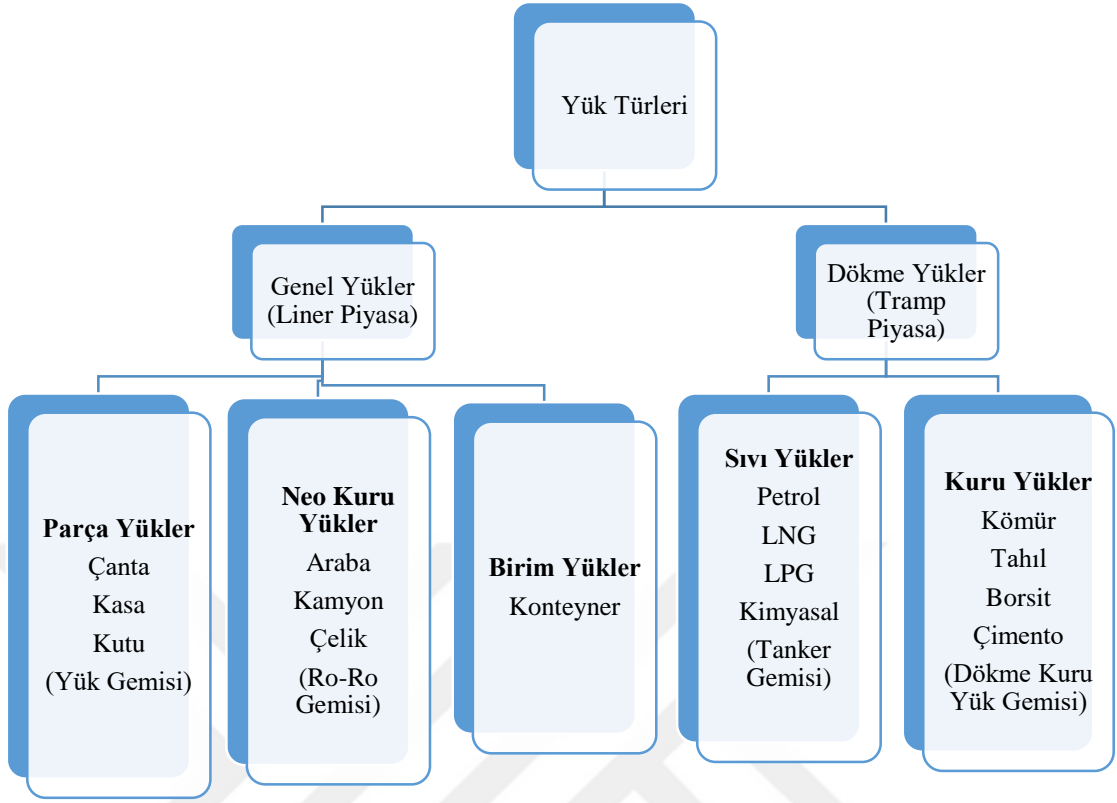 Yük Türleri
Genel Yükler
(Liner Piyasa)
Dökme Yükler
(Tramp
Piyasa)
Parça Yükler
Çanta
Kasa
Kutu
(Yük Gemisi)
Neo Kuru
Yükler
Araba
Kamyon
Çelik
(Ro-Ro
Gemisi)
Birim Yükler
Konteyner
Sıvı Yükler
Petrol
LNG
LPG
Kimyasal
(Tanker
Gemisi)
Kuru Yükler
Kömür
Tahıl
Borsit
Çimento
(Dökme Kuru
Yük Gemisi)